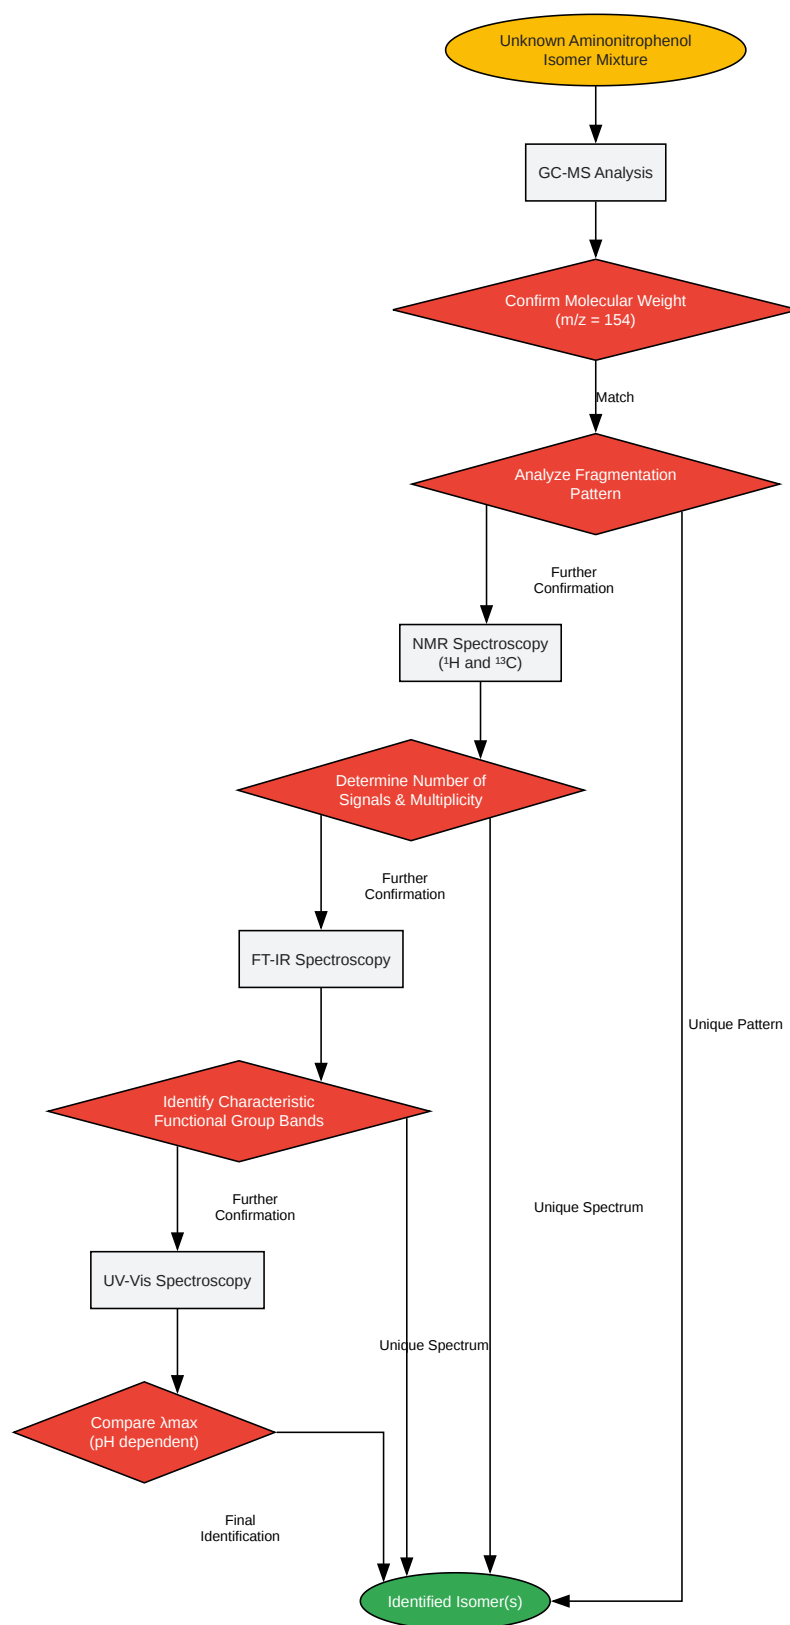 Unknown Aminonitrophenol
Isomer Mixture
GC-MS Analysis
Confirm Molecular Weight
(m/z = 154)
Match
Analyze Fragmentation
Pattern
Further
Confirmation
NMR Spectroscopy
(¹H and ¹³C)
Determine Number of
Signals & Multiplicity
Further
Confirmation
FT-IR Spectroscopy
Unique Pattern
Identify Characteristic
Functional Group Bands
Further
Confirmation
Unique Spectrum
UV-Vis Spectroscopy
Unique Spectrum
Compare λmax
(pH dependent)
Final
Identification
Identified Isomer(s)